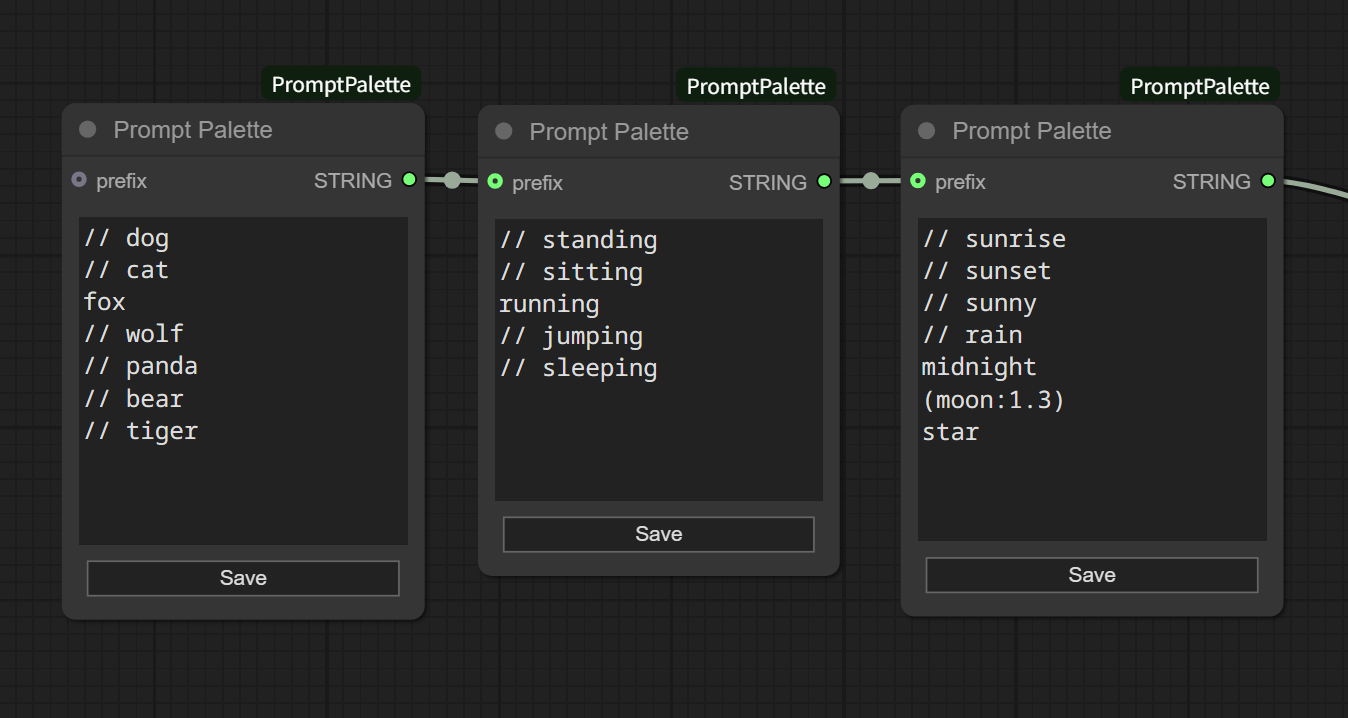 PromptPalette
Prompt Palette
prefix STRING
// dog
// cat
fox
// wolf
// panda
// bear
// tiger
Save
PromptPalette
Prompt Palette
prefix STRING
// standing
// sitting
running
// jumping
// sleeping
Save
PromptPalette
Prompt Palette
prefix STRING
// sunrise
// sunset
// sunny
// rain
midnight
(moon:1.3)
star
Save